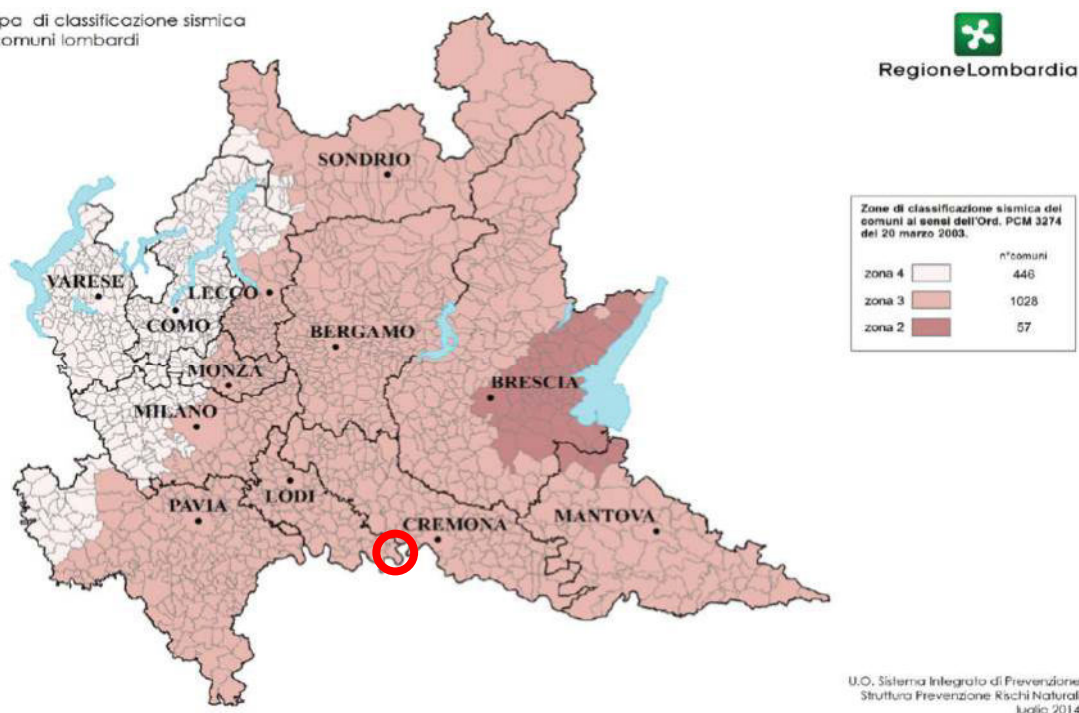 pa di classificazione sismica
comuni lombardi
RegioneLombardia
SONDRIO
VARESE
LECCO
COMO
BERGAMO
MONZA
BRESCIA
MILANO
LODI
PAVIA
CREMONA
MANTOVA
Zone di classificazione sismica dei
comuni ai sensi dell'Ord. PCM 3274
del 20 marzo 2003.
n°comuni
zona 4 446
zona 3 1028
zona 2 57
U.O. Sistema Integrato di Prevenzione
Struttura Prevenzione Rischi Natural
luglio 2014